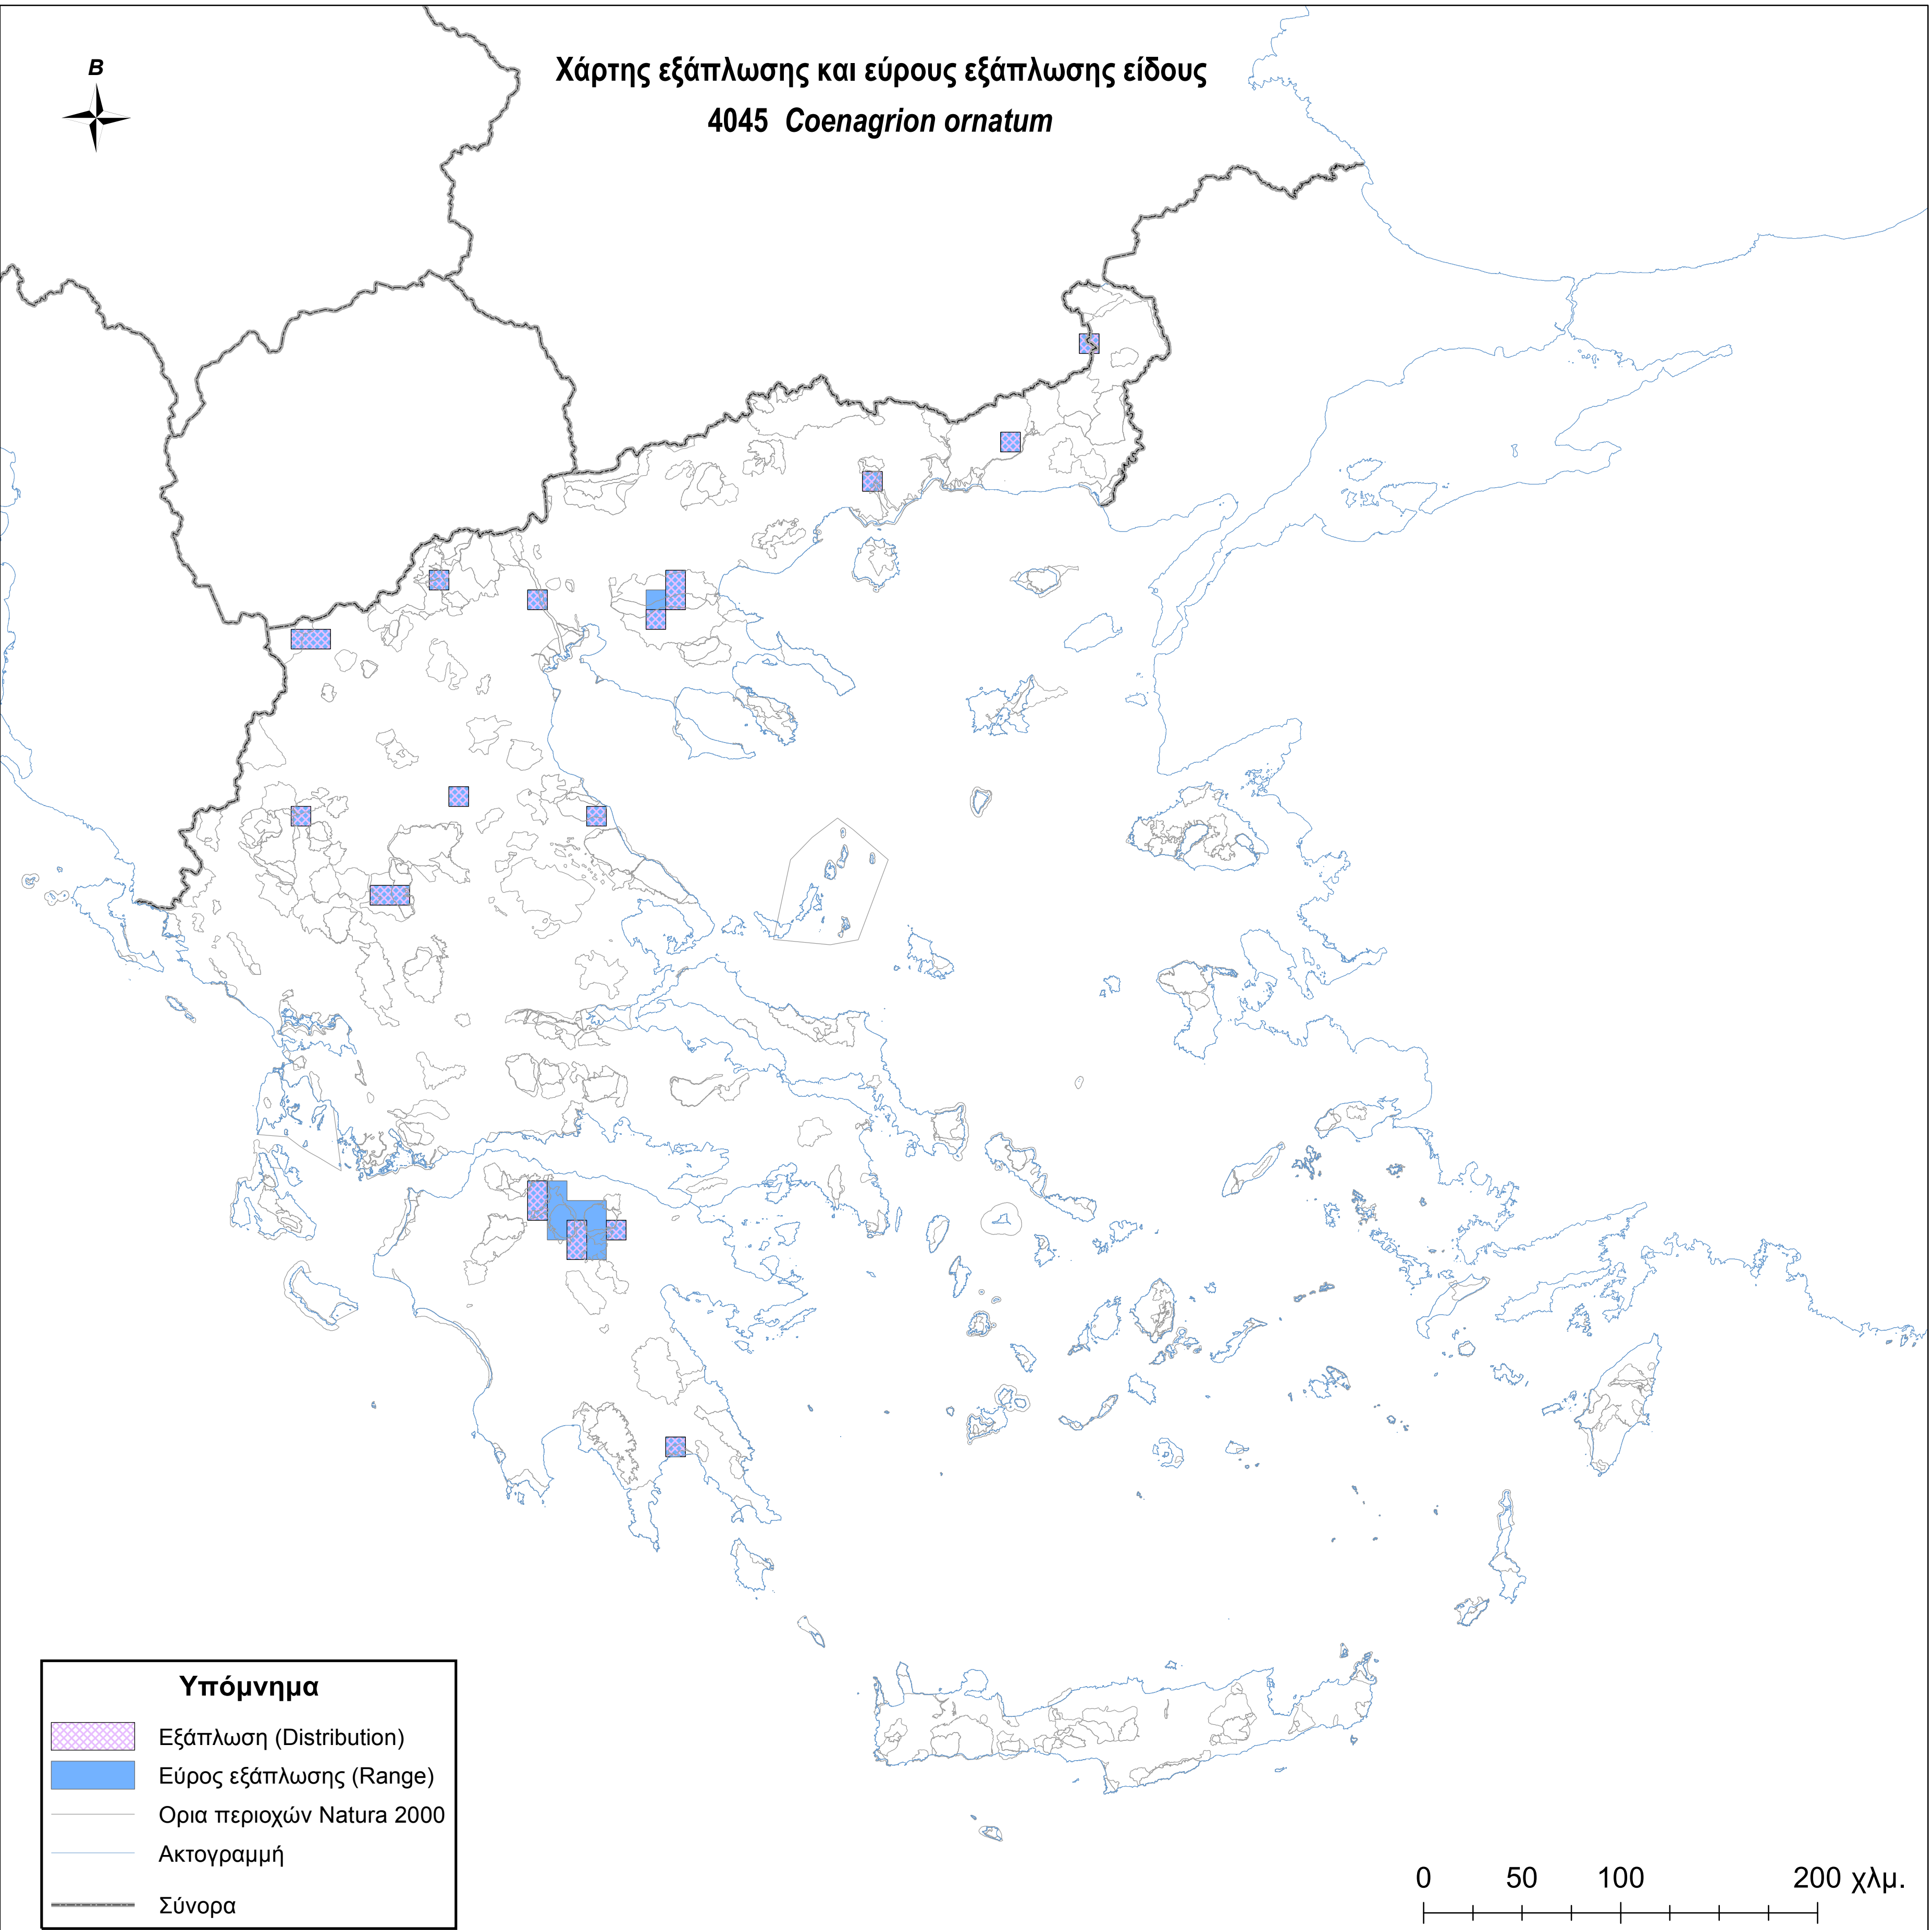 Χάρτης εξάπλωσης και εύρους εξάπλωσης είδους
4045 Coenagrion ornatum
B
Υπόμνημα
Εξάπλωση (Distribution)
Εύρος εξάπλωσης (Range)
Ορια περιοχών Natura 2000
Ακτογραμμή
Σύνορα
0 50 100 200 χλμ.